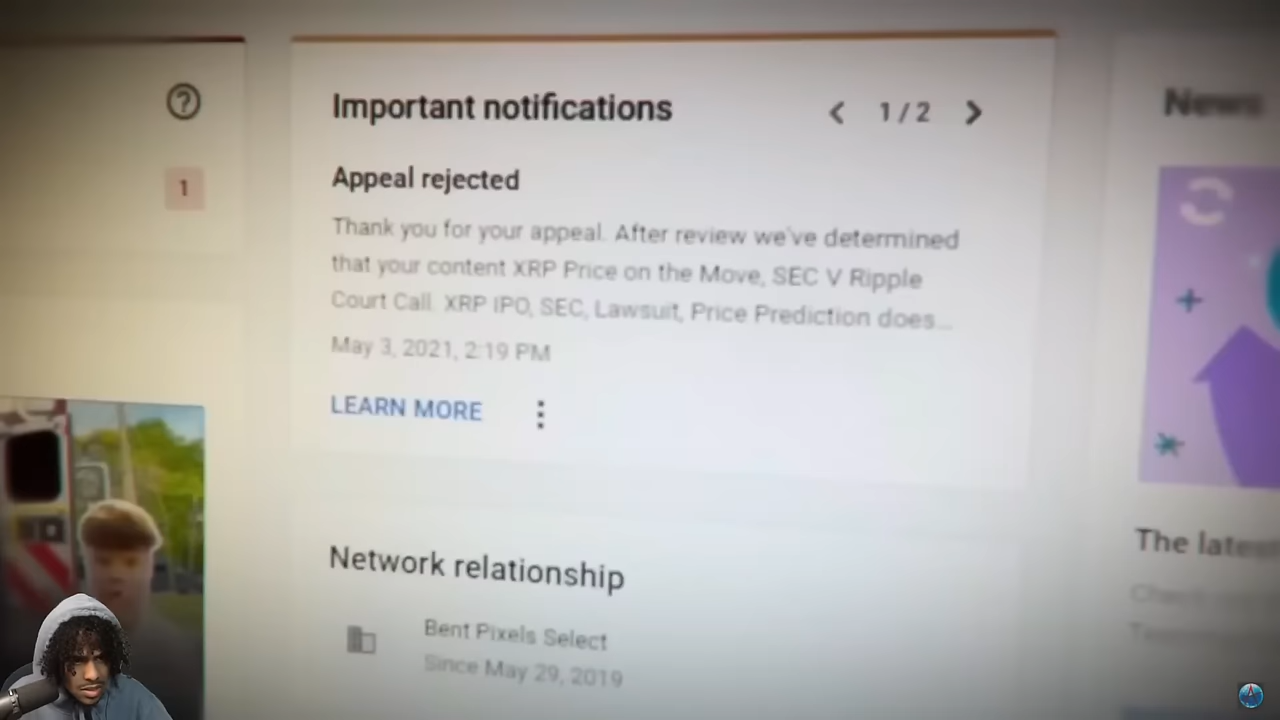 Important notifications
1 / 2
News
1
Appeal rejected
Thank you for your appeal. After review we've determined
that your content XRP Price on the Move, SEC V Ripple
Court Call. XRP IPO, SEC, Lawsuit, Price Prediction does...
May 3, 2021, 2:19 PM
LEARN MORE
The latest
Network relationship
Bent Pixels Select
Since May 29, 2019